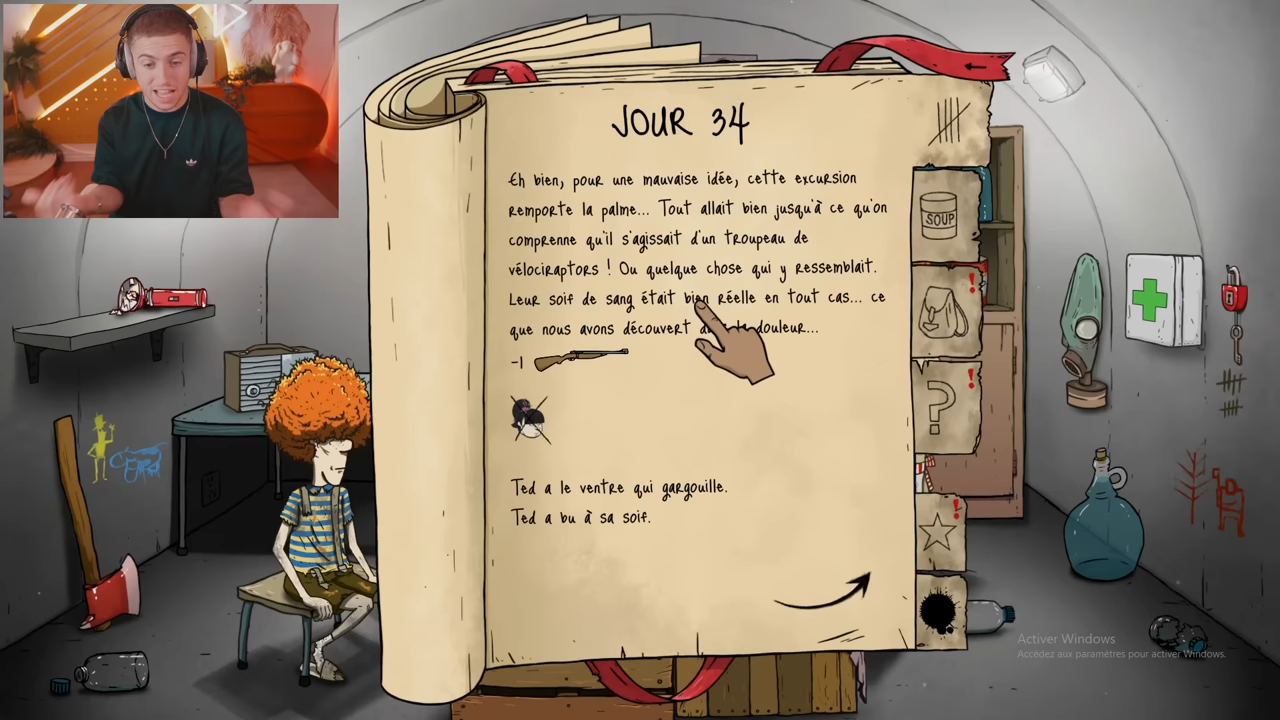 JOUR 34
Eh bien, pour une mauvaise idée, cette excursion
remporte la palme... Tout allait bien jusqu'à ce qu'on
comprenne qu'il s'agissait d'un troupeau de
vélociraptors ! Ou quelque chose qui y ressemblait.
Leur soif de sang était bien réelle en tout cas... ce
que nous avons découvert douleur...
-1
Ted a le ventre qui gargouille.
Ted a bu à sa soif.
SOUP
!
!
!
Activer Windows
Accédez aux paramètres pour activer Windows.